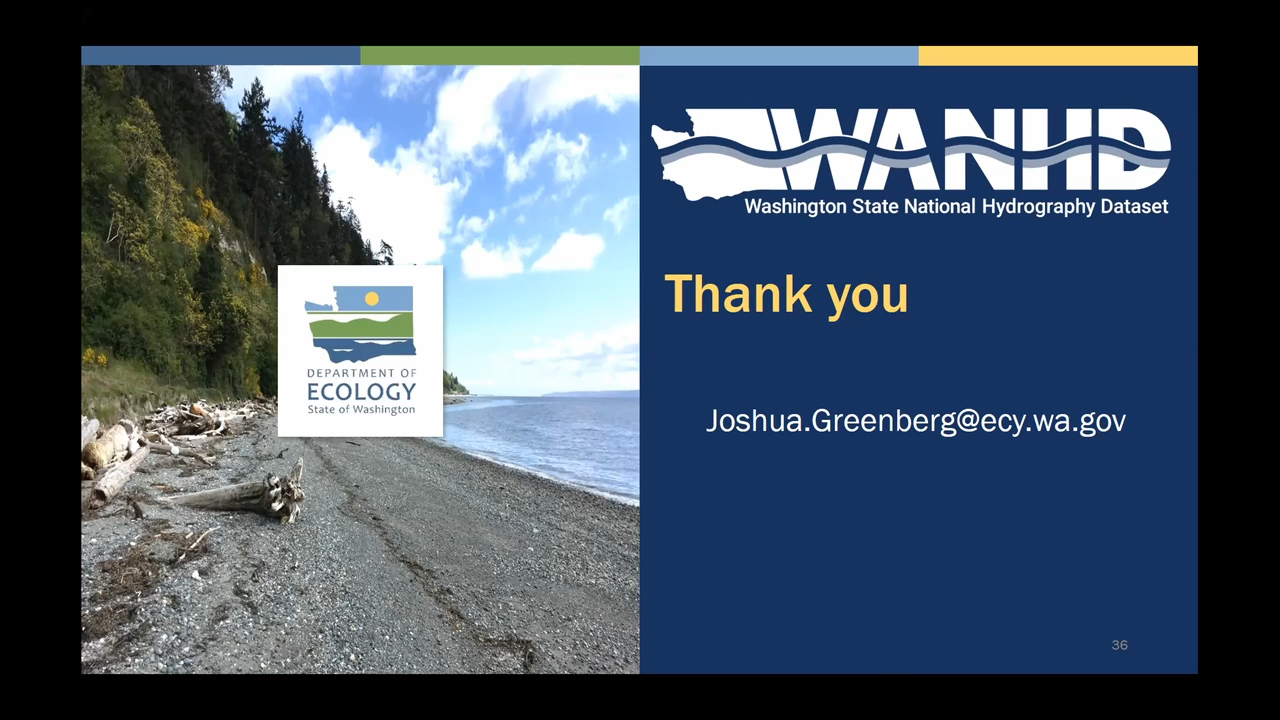 DEPARTMENT OF
ECOLOGY
State of Washington
WANHD
Washington State National Hydrography Dataset
Thank you
Joshua.Greenberg@ecy.wa.gov
36